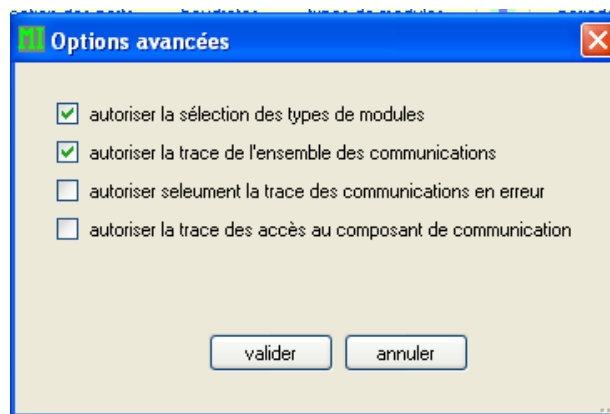 Options avancées
autoriser la sélection des types de modules
autoriser la trace de l'ensemble des communications
autoriser seleument la trace des communications en erreur
autoriser la trace des accès au composant de communication
valider
annuler